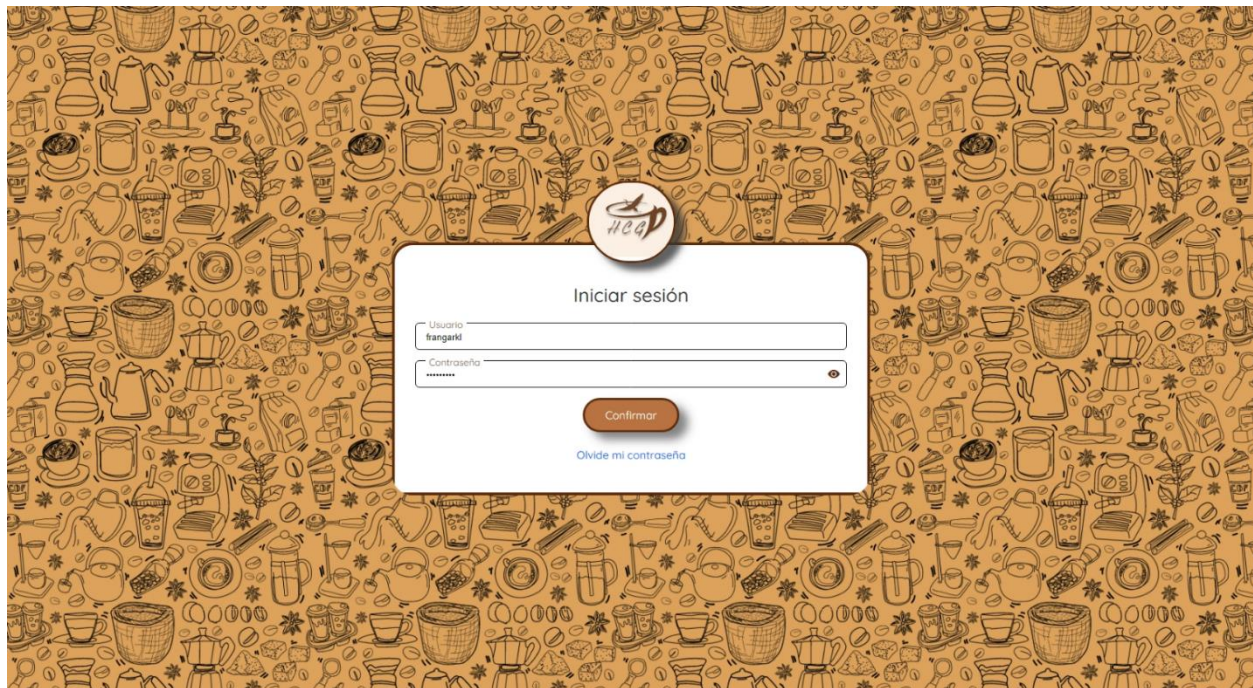 HCG
Iniciar sesión
Usuario
frangarkl
Contraseña
Confirmar
Olvide mi contraseña